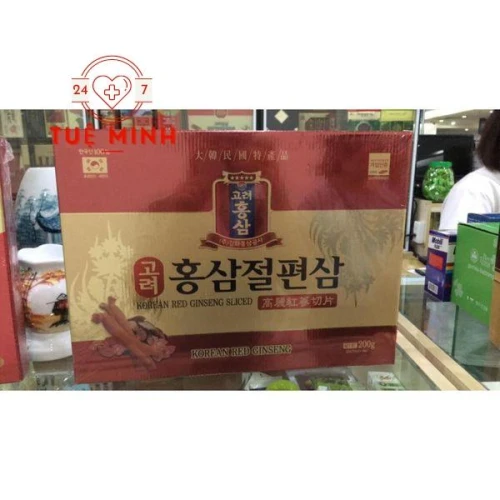 24 7
TUE MINH
大/韓/民/國/特/産/品
고려
홍삼
고려 홍삼절편삼
KOREAN RED GINSENG SLICED 高麗紅蔘切片
KOREAN RED GINSENG
200g